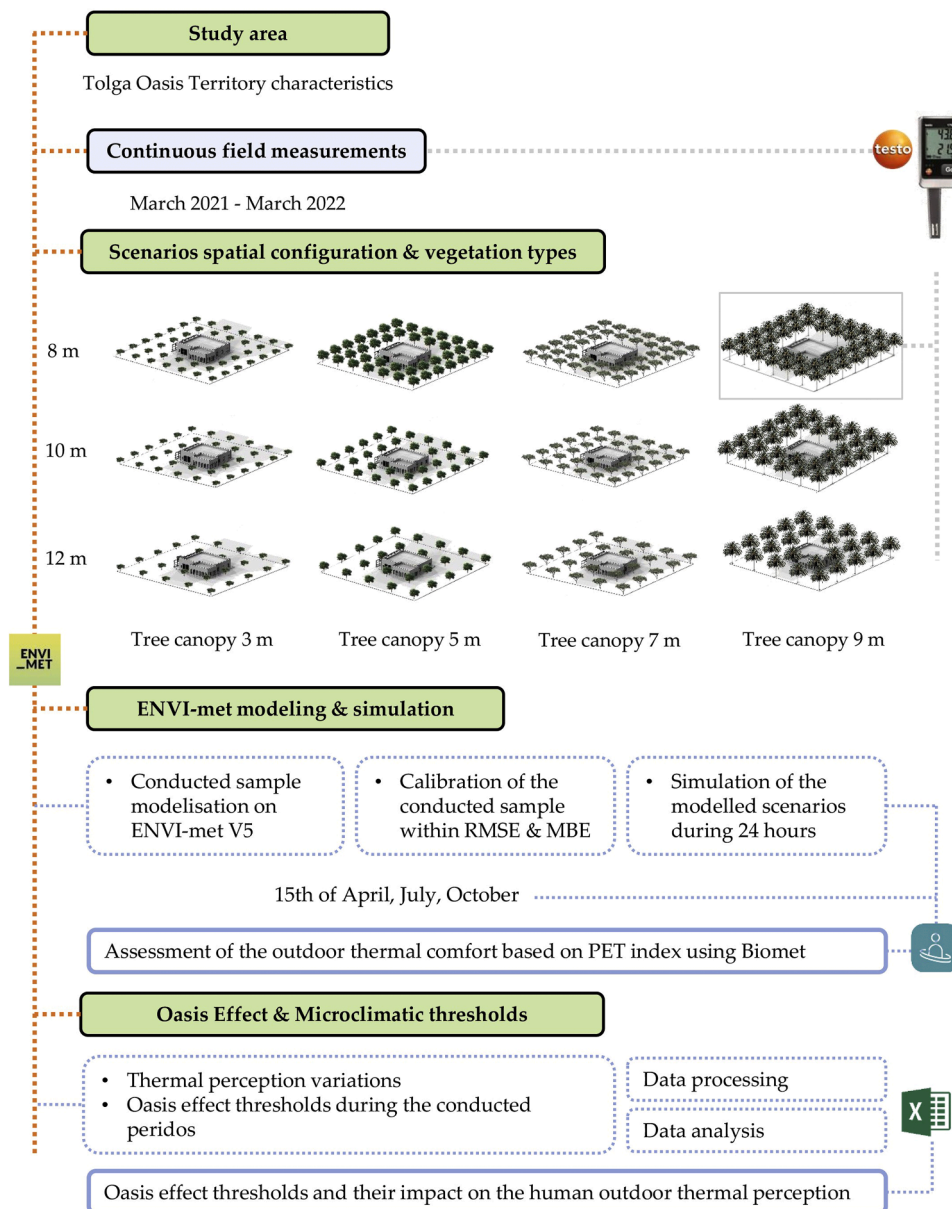 Study area
Tolga Oasis Territory characteristics
Continuous field measurements
testo
March 2021 - March 2022
Scenarios spatial configuration & vegetation types
8 m
10 m
12 m
Tree canopy 3 m
Tree canopy 5 m
Tree canopy 7 m
Tree canopy 9 m
ENVI
_MET
ENVI-met modeling & simulation
• Conducted sample
modelisation on
ENVI-met V5
• Calibration of the
conducted sample
within RMSE & MBE
• Simulation of the
modelled scenarios
during 24 hours
15th of April, July, October
Assessment of the outdoor thermal comfort based on PET index using Biomet
Oasis Effect & Microclimatic thresholds
• Thermal perception variations
• Oasis effect thresholds during the conducted
peridos
Data processing
Data analysis
X
Oasis effect thresholds and their impact on the human outdoor thermal perception